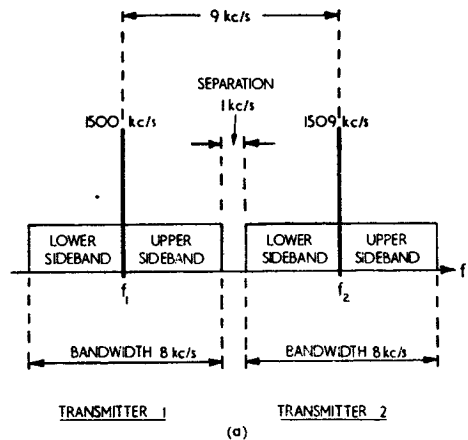 9 kc/s
SEPARATION
1 kc/s
1500 kc/s
1509 kc/s
LOWER SIDEBAND
UPPER SIDEBAND
LOWER SIDEBAND
UPPER SIDEBAND
f
f1
f2
BANDWIDTH 8 kc/s
BANDWIDTH 8 kc/s
TRANSMITTER 1
TRANSMITTER 2
(a)